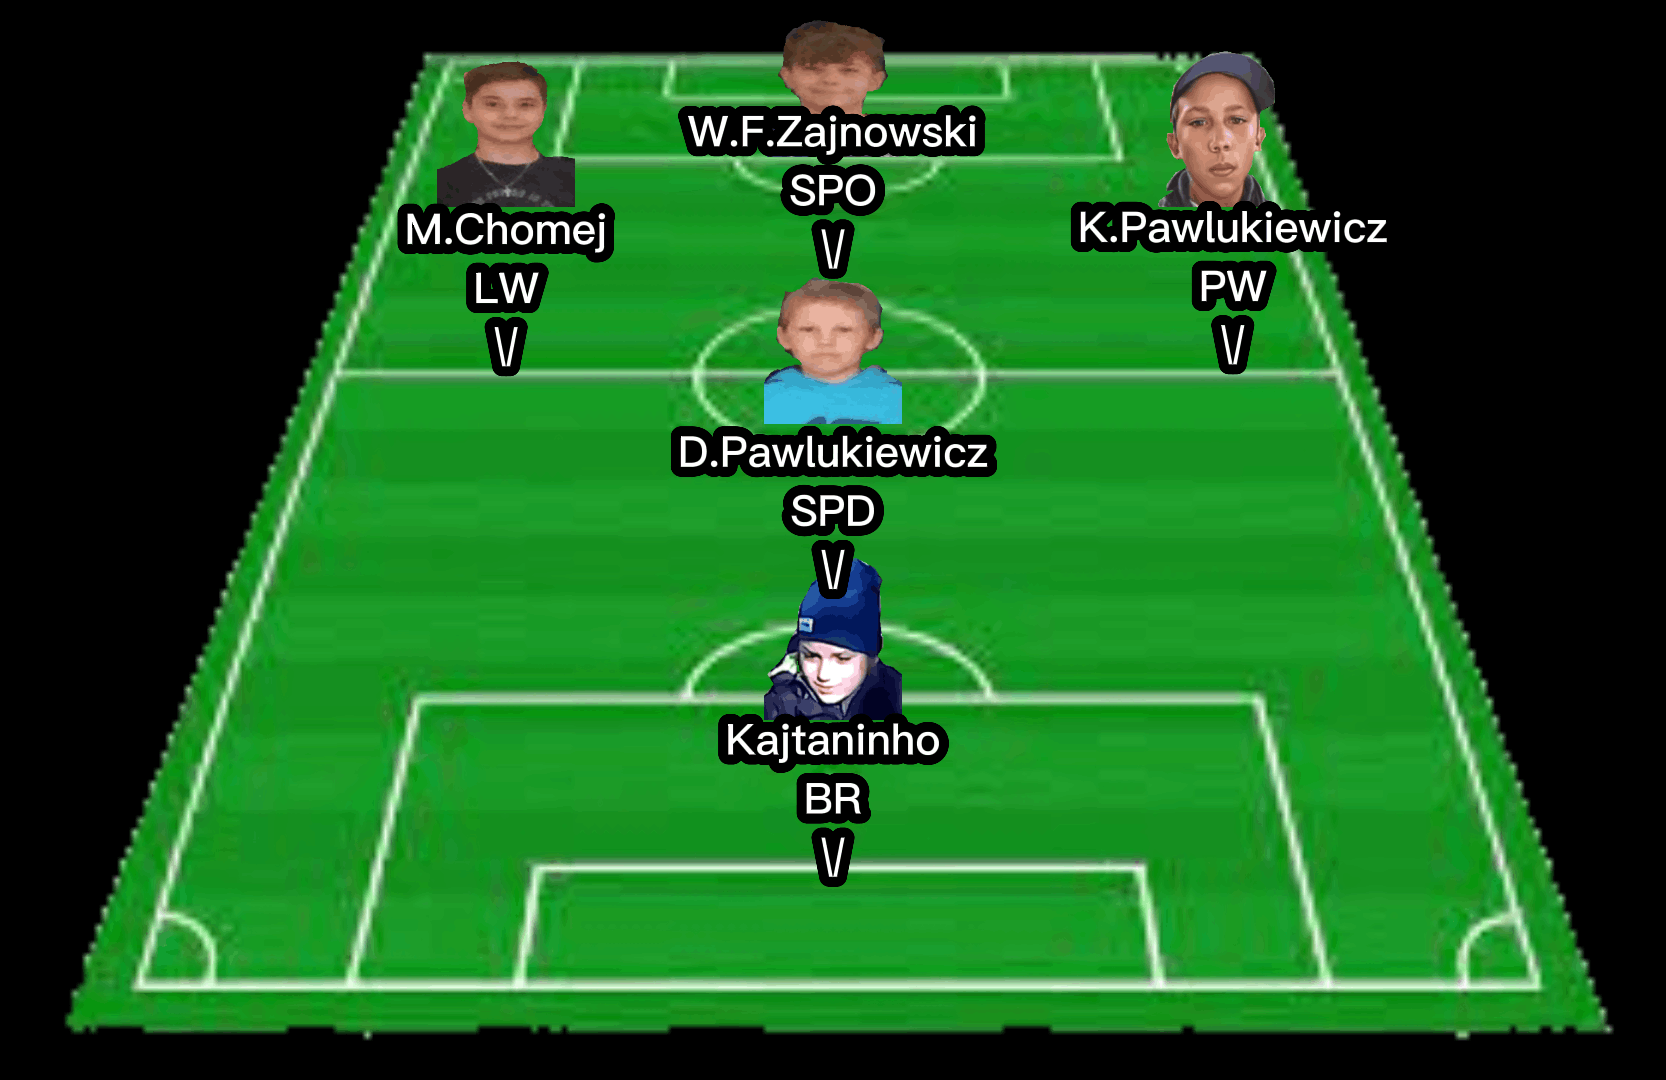 W.F.Zajnowski
SPO
\/
M.Chomej
LW
\/
K.Pawlukiewicz
PW
\/
D.Pawlukiewicz
SPD
\/
Kajtaninho
BR
\/